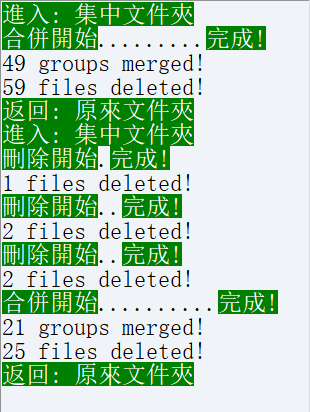 進入: 集中文件夾
合併開始.........完成!
49 groups merged!
59 files deleted!
返回: 原來文件夾
進入: 集中文件夾
刪除開始.完成!
1 files deleted!
刪除開始..完成!
2 files deleted!
刪除開始..完成!
2 files deleted!
合併開始..........完成!
21 groups merged!
25 files deleted!
返回: 原來文件夾